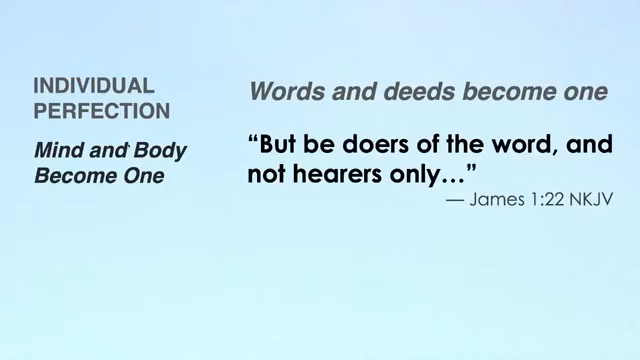 INDIVIDUAL
PERFECTION
Mind and Body
Become One
Words and deeds become one
“But be doers of the word, and
not hearers only…”
— James 1:22 NKJV